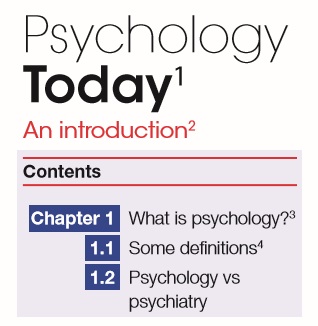 Psychology
Today¹
An introduction²
Contents
Chapter 1 What is psychology?³
1.1 Some definitions⁴
1.2 Psychology vs
psychiatry